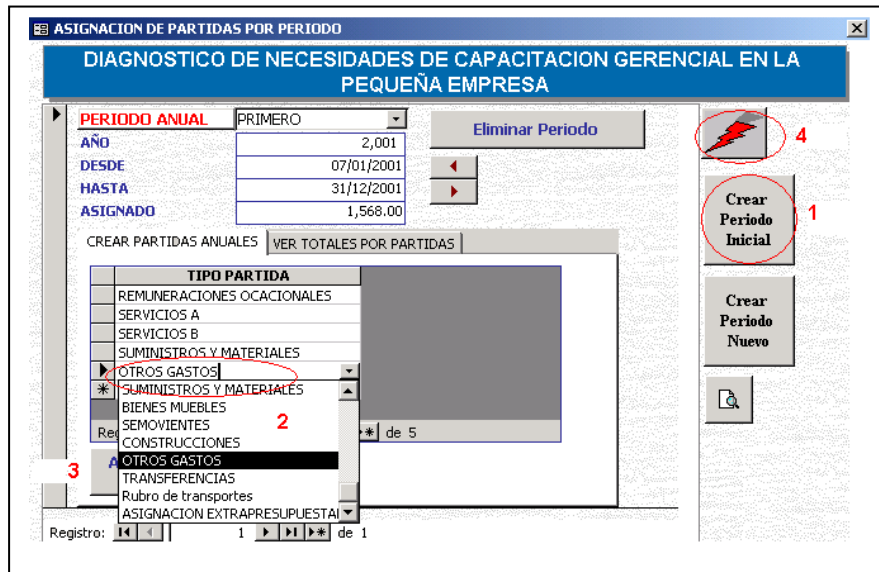 ASIGNACION DE PARTIDAS POR PERIODO
DIAGNOSTICO DE NECESIDADES DE CAPACITACION GERENCIAL EN LA
PEQUEÑA EMPRESA
PERIODO ANUAL PRIMERO
Eliminar Periodo
AÑO 2,001
DESDE 07/01/2001
HASTA 31/12/2001
ASIGNADO 1,568.00
4
Crear
Periodo
Inicial
1
CREAR PARTIDAS ANUALES VER TOTALES POR PARTIDAS
TIPO PARTIDA
REMUNERACIONES OCACIONALES
SERVICIOS A
SERVICIOS B
SUMINISTROS Y MATERIALES
OTROS GASTOS
SUMINISTROS Y MATERIALES
BIENES MUEBLES
SEMOVIENTES
CONSTRUCCIONES
OTROS GASTOS
TRANSFERENCIAS
Rubro de transportes
2
de 5
3
Crear
Periodo
Nuevo
Registro: 1 de 1